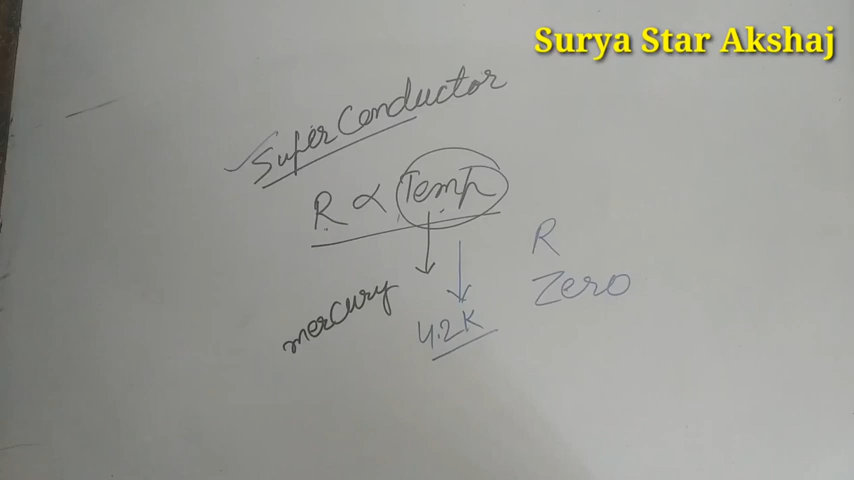 Surya Star Akshaj
Super Conductor
R ∝ Temp
R
Zero
mercury
4.2K